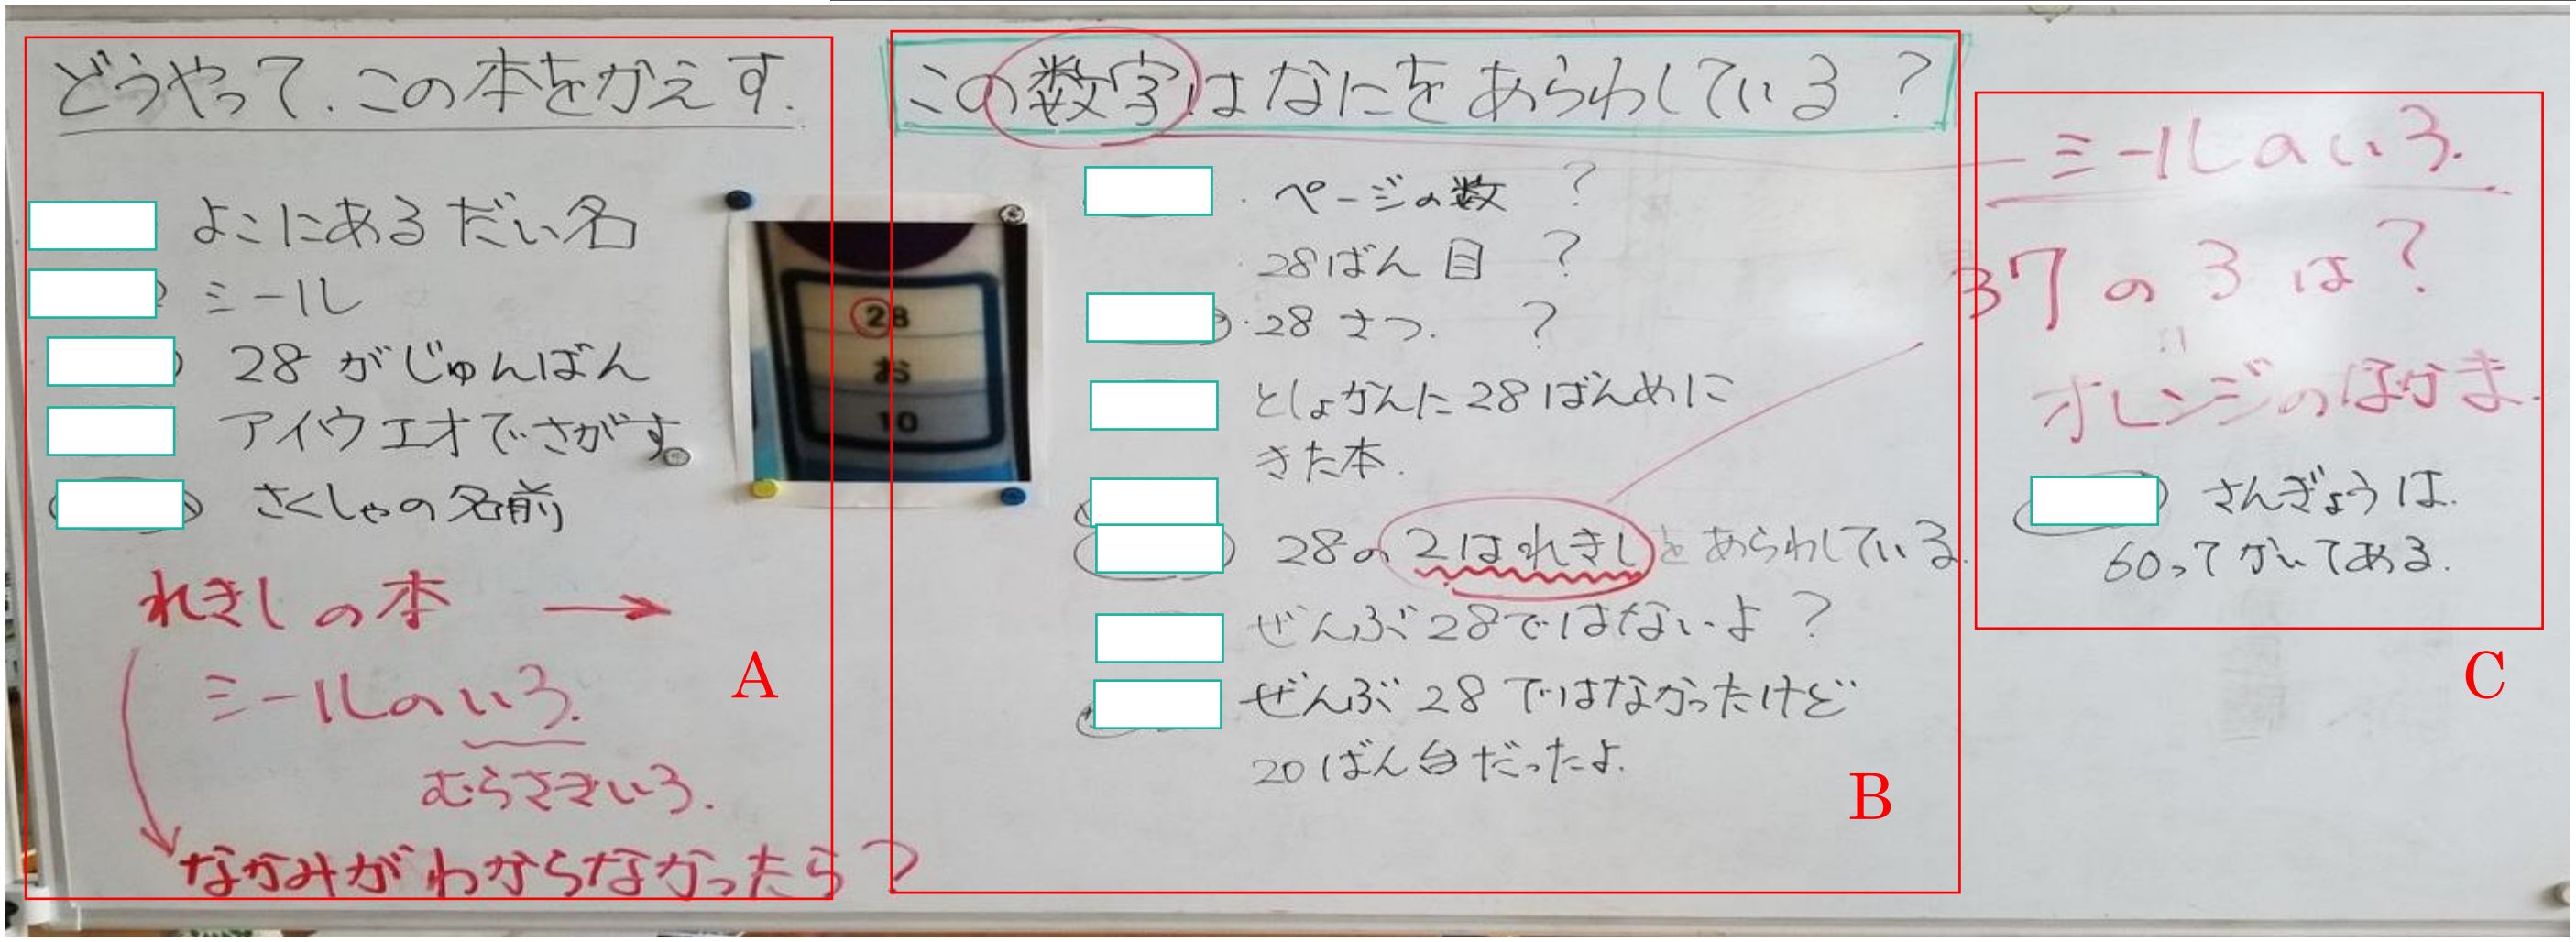 どうやって.この本をかえす.
よこにあるだい名
ミール
28がじゅんばん
アイウエオでさがす。
さくしゃの名前
れきしの本 →
ミールのいろ.
むらさきいろ.
なかみがわからなかったら?
A
28
お
10
この数字はなにをあらわしている?
・ページの数?
・28ばん目?
・28さつ.?
としょかんに28ばんめに
きた本.
28の2はれきしをあらわしている
ぜんぶ28ではないよ?
ぜんぶ28ではなかったけど
20ばん台だったよ.
B
ミールのいろ.
37の3は?
オレンジのほかま.
さんぎょうは.
60ってかいてある.
C